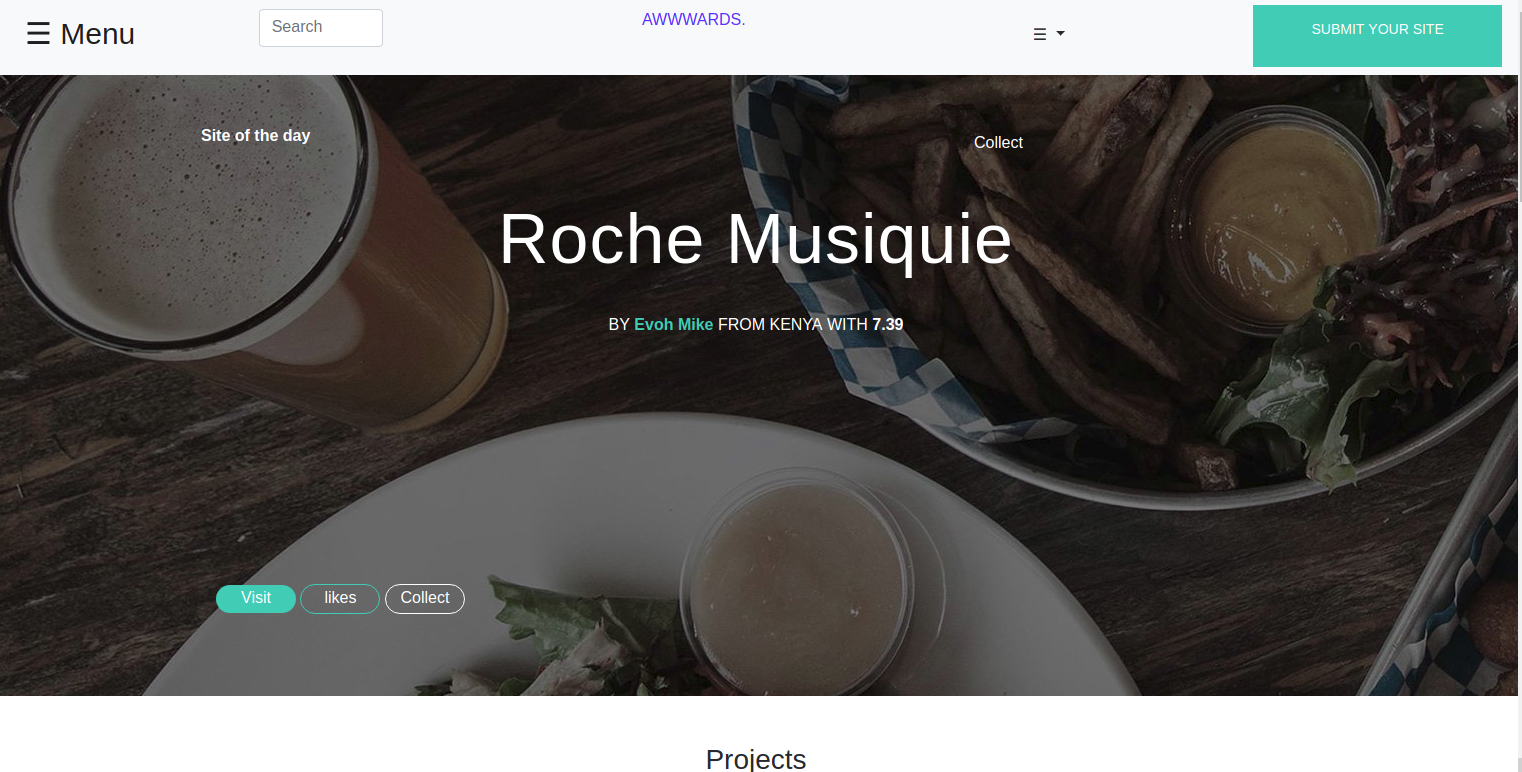 ☰ Menu
Search
AWWWARDS.
☰
SUBMIT YOUR SITE
Site of the day
Collect
Roche Musiquie
BY Evoh Mike FROM KENYA WITH 7.39
Visit
likes
Collect
Projects